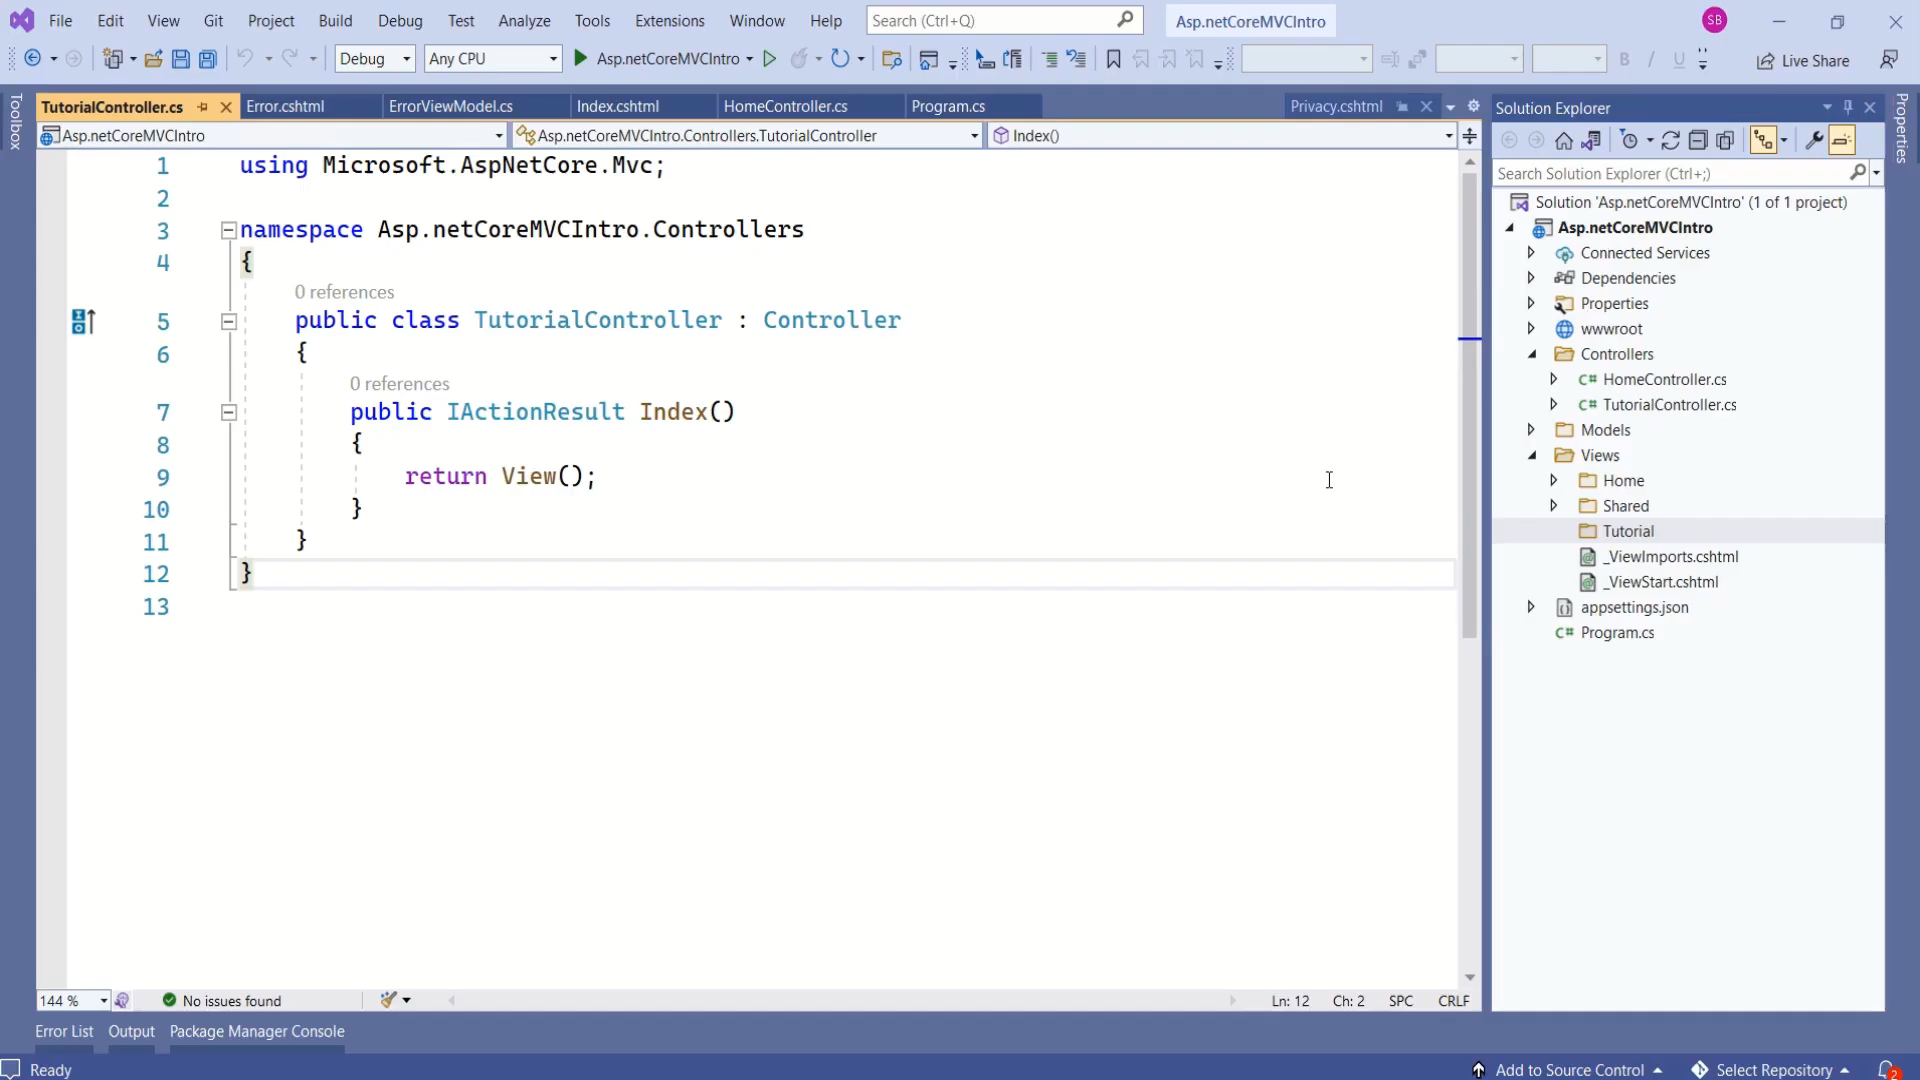 File Edit View Git Project Build Debug Test Analyze Tools Extensions Window Help Search (Ctrl+Q) Asp.netCoreMVCIntro SB
Debug Any CPU Asp.netCoreMVCIntro B I U Live Share
Toolbox
TutorialController.cs Error.cshtml ErrorViewModel.cs Index.cshtml HomeController.cs Program.cs Privacy.cshtml
Asp.netCoreMVCIntro Asp.netCoreMVCIntro.Controllers.TutorialController Index()
1 using Microsoft.AspNetCore.Mvc;
2
3 namespace Asp.netCoreMVCIntro.Controllers
4 {
0 references
5 public class TutorialController : Controller
6 {
0 references
7 public IActionResult Index()
8 {
9 return View();
10 }
11 }
12 }
13
144 % No issues found Ln: 12 Ch: 2 SPC CRLF
Solution Explorer
Search Solution Explorer (Ctrl+;)
Solution 'Asp.netCoreMVCIntro' (1 of 1 project)
Asp.netCoreMVCIntro
Connected Services
Dependencies
Properties
wwwroot
Controllers
C# HomeController.cs
C# TutorialController.cs
Models
Views
Home
Shared
Tutorial
_ViewImports.cshtml
_ViewStart.cshtml
appsettings.json
C# Program.cs
Properties
Error List Output Package Manager Console
Ready Add to Source Control Select Repository 2